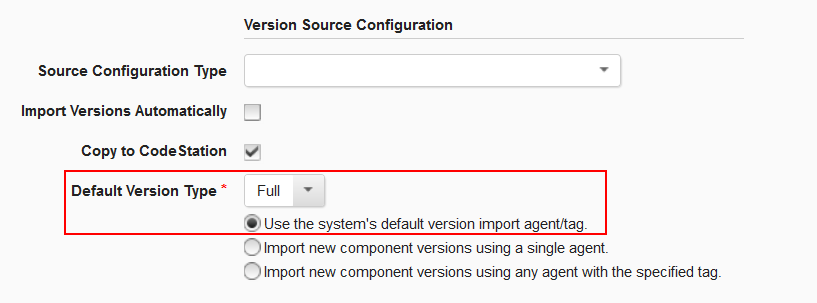 Version Source Configuration
Source Configuration Type
Import Versions Automatically
Copy to CodeStation
Default Version Type * Full
Use the system's default version import agent/tag.
Import new component versions using a single agent.
Import new component versions using any agent with the specified tag.